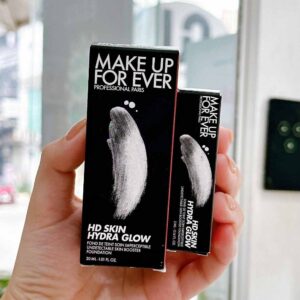 MAKE UP
FOR EVER
PROFESSIONAL PARIS
HD SKIN
HYDRA GLOW
FOND DE TEINT SOIN IMPERCEPTIBLE
UNDETECTABLE SKIN BOOSTER
FOUNDATION
30 ML - 1.01 FL. OZ.
MAKE UP
FOR EVER
HD SKIN
HYDRA GLOW